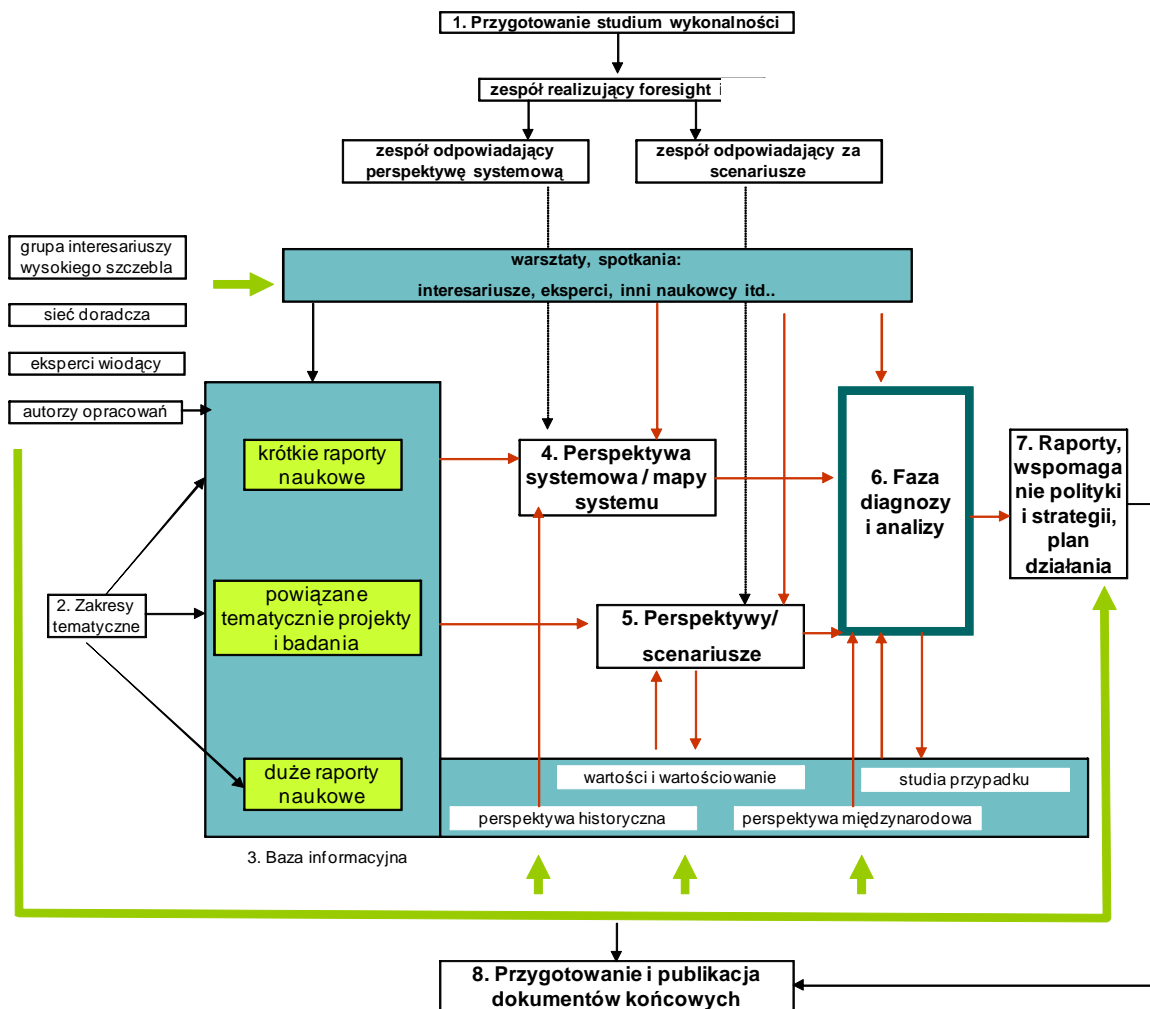 1. Przygotowanie studium wykonalności
zespół realizujący foresight i
zespół odpowiadający
perspektywę systemową
zespół odpowiadający za
scenariusze
grupa interesariuszy
wysokiego szczebla
sieć doradcza
eksperci wiodący
autorzy opracowań
warsztaty, spotkania:
interesariusze, eksperci, inni naukowcy itd..
krótkie raporty
naukowe
powiązane
tematycznie projekty
i badania
duże raporty
naukowe
2. Zakresy
tematyczne
3. Baza informacyjna
4. Perspektywa
systemowa / mapy
systemu
5. Perspektywy/
scenariusze
6. Faza
diagnozy
i analizy
7. Raporty,
wspomaga
nie polityki
i strategii,
plan
działania
wartości i wartościowanie
studia przypadku
perspektywa historyczna
perspektywa międzynarodowa
8. Przygotowanie i publikacja
dokumentów końcowych